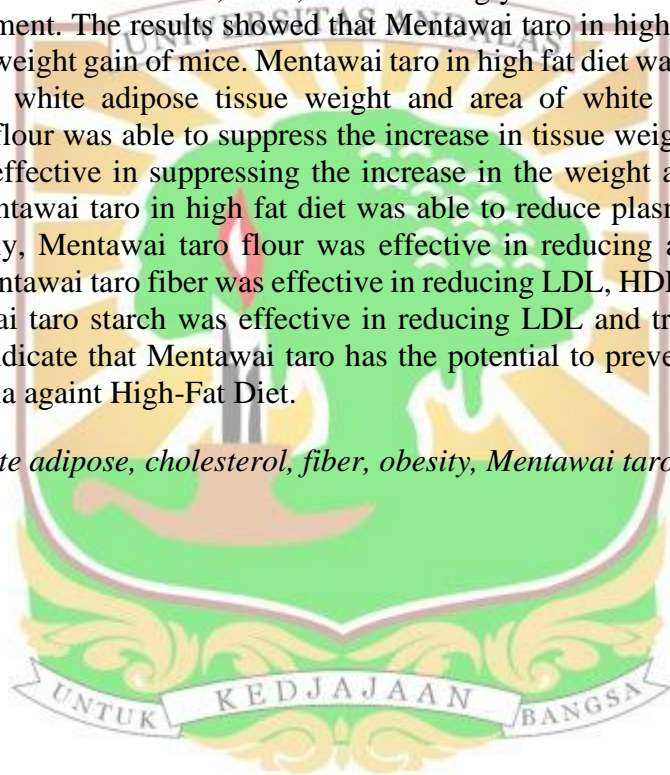 ment. The results showed that Mentawai taro in high
UNIVERSITAS ANDALAS
weight gain of mice. Mentawai taro in high fat diet wa
white adipose tissue weight and area of white
flour was able to suppress the increase in tissue weig
effective in suppressing the increase in the weight a
ntawai taro in high fat diet was able to reduce plasm
y, Mentawai taro flour was effective in reducing a
ntawai taro fiber was effective in reducing LDL, HDL
ai taro starch was effective in reducing LDL and tr
ndicate that Mentawai taro has the potential to preve
ia againt High-Fat Diet.
te adipose, cholesterol, fiber, obesity, Mentawai taro
UNTUK KEDJAJAAN BANGSA